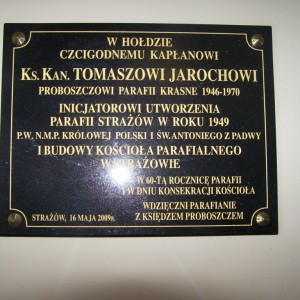 W HOŁDZIE
CZCIGODNEMU KAPŁANOWI
KS. KAN. TOMASZOWI JAROCHOWI
PROBOSZCZOWI PARAFII KRASNE 1946-1970
INICJATOROWI UTWORZENIA
PARAFII STRAŻÓW W ROKU 1949
P.W. N.M.P. KRÓLOWEJ POLSKI I ŚW. ANTONIEGO Z PADWY
I BUDOWY KOŚCIOŁA PARAFIALNEGO
W STRAŻOWIE
W 60-TĄ ROCZNICĘ PARAFII
I W DNIU KONSEKRACJI KOŚCIOŁA
WDZIĘCZNI PARAFIANIE
STRAŻÓW, 16 MAJA 2009r. Z KSIĘDZEM PROBOSZCZEM